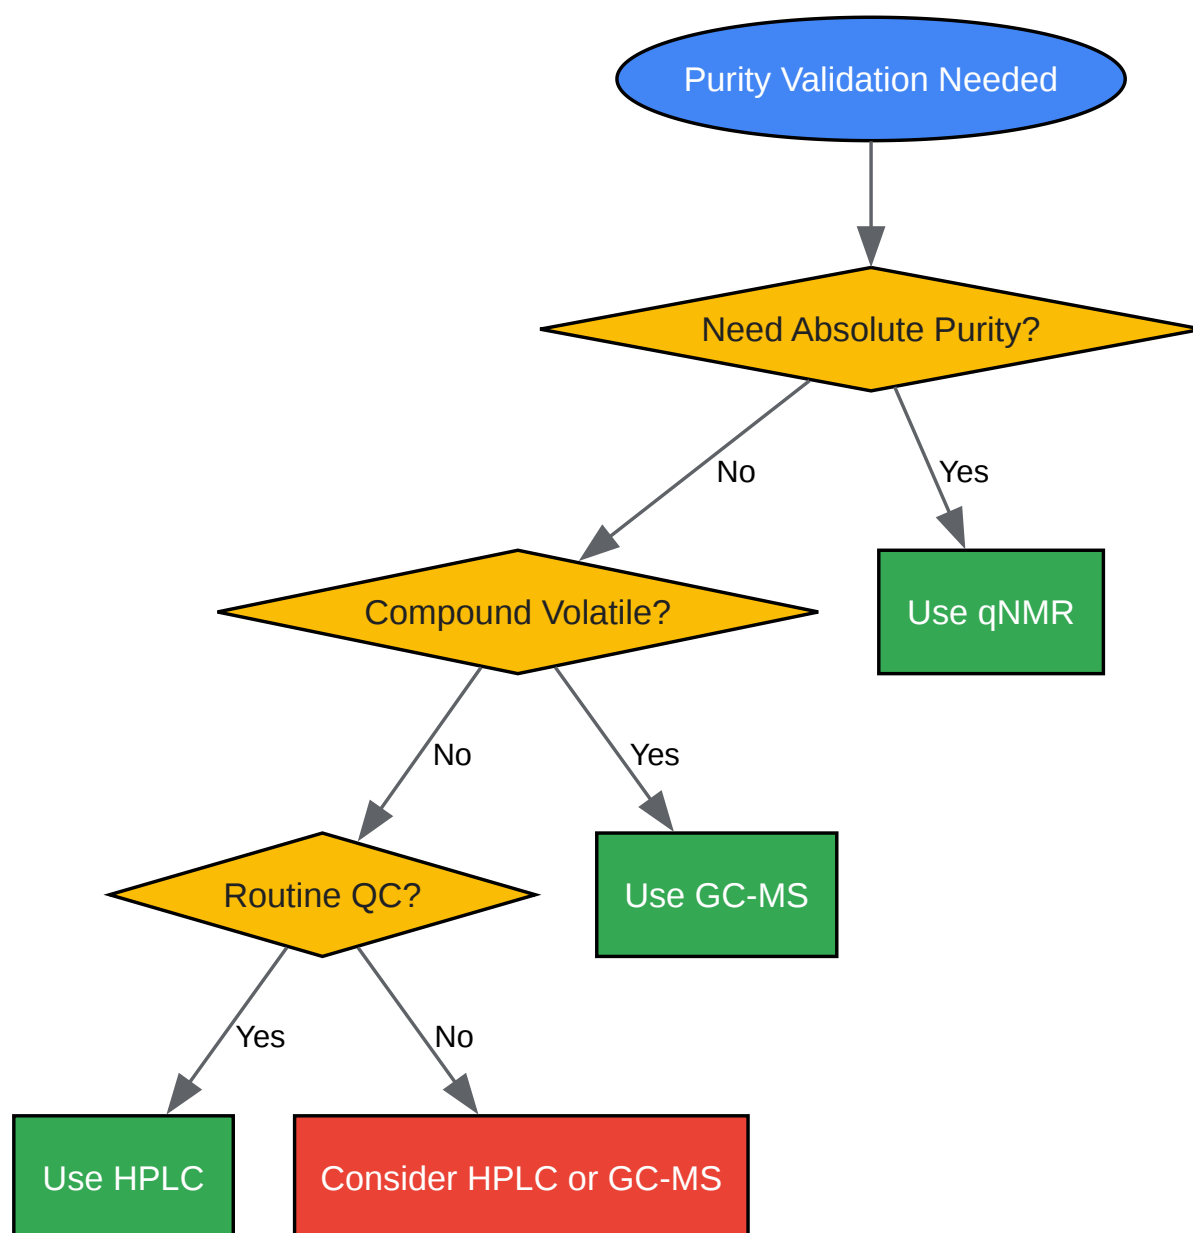 Purity Validation Needed
Need Absolute Purity?
No
Yes
Compound Volatile?
Use qNMR
No
Yes
Routine QC?
Use GC-MS
Yes
No
Use HPLC
Consider HPLC or GC-MS